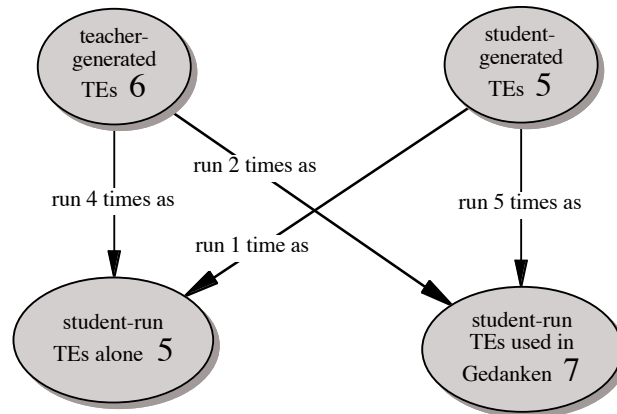 teacher-
generated
TEs 6
student-
generated
TEs 5
run 2 times as
run 4 times as
run 5 times as
run 1 time as
student-run
TEs alone 5
student-run
TEs used in
Gedanken 7